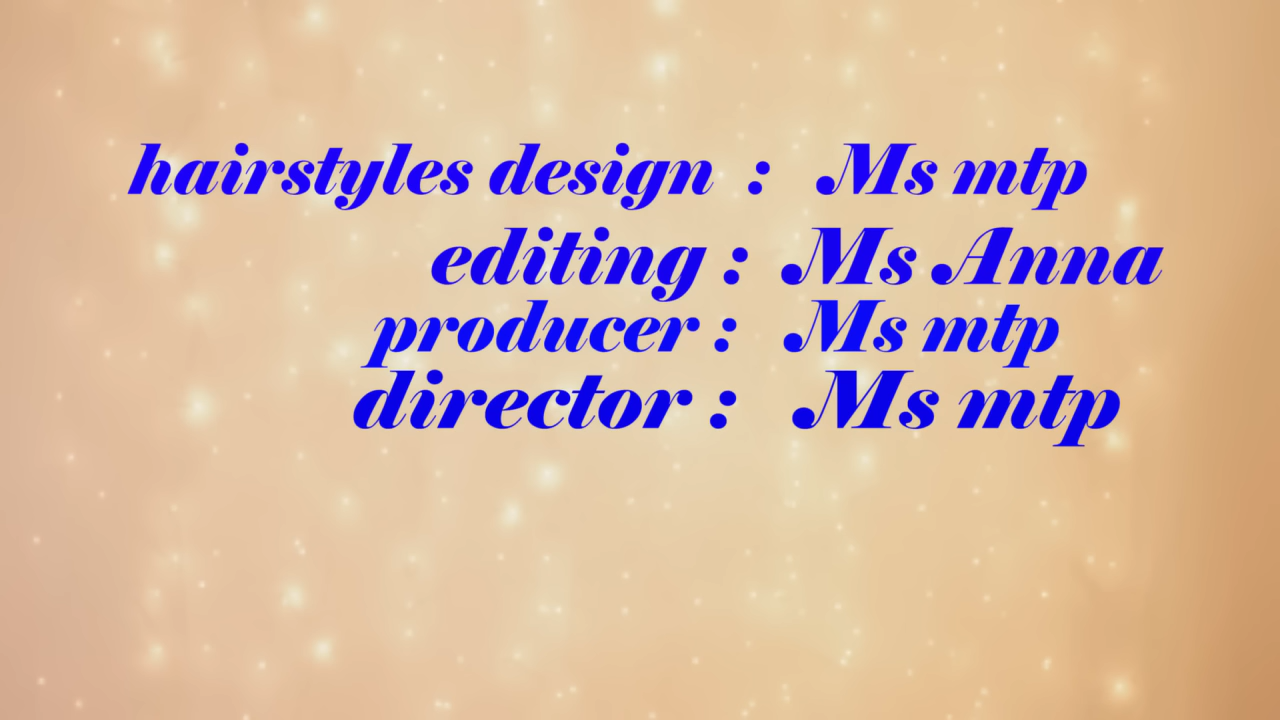 hairstyles design : Ms mtp
editing : Ms Anna
producer : Ms mtp
director : Ms mtp